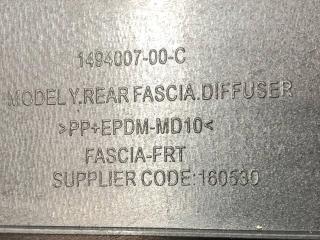 1494007-00-C
MODEL Y.REAR FASCIA.DIFFUSER
>PP+EPDM-MD10<
FASCIA-FRT
SUPPLIER CODE:160530